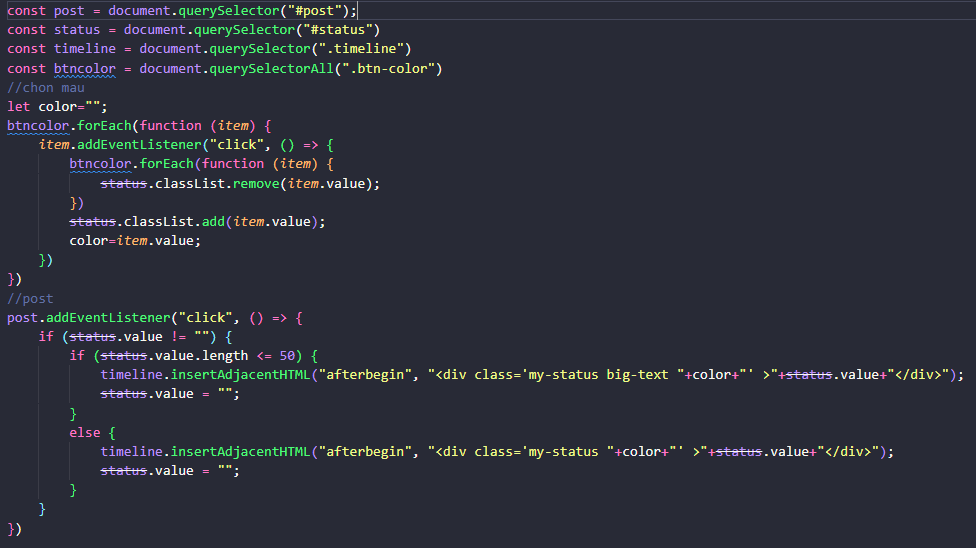 const post = document.querySelector("#post");
const status = document.querySelector("#status")
const timeline = document.querySelector(".timeline")
const btncolor = document.querySelectorAll(".btn-color")
//chon mau
let color="";
btncolor.forEach(function (item) {
    item.addEventListener("click", () => {
        btncolor.forEach(function (item) {
            status.classList.remove(item.value);
        })
        status.classList.add(item.value);
        color=item.value;
    })
})
//post
post.addEventListener("click", () => {
    if (status.value != "") {
        if (status.value.length <= 50) {
            timeline.insertAdjacentHTML("afterbegin", "<div class='my-status big-text "+color+"' >"+status.value+"</div>");
            status.value = "";
        }
        else {
            timeline.insertAdjacentHTML("afterbegin", "<div class='my-status "+color+"' >"+status.value+"</div>");
            status.value = "";
        }
    }
})